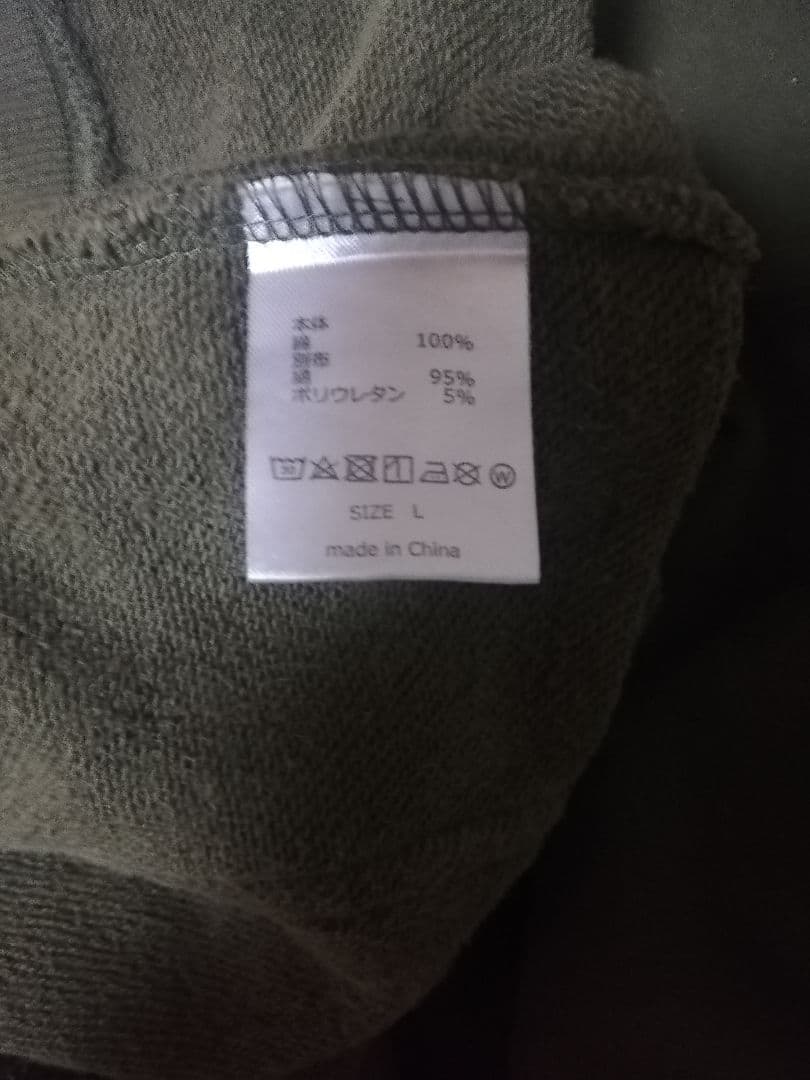 本体
綿 100%
別布
綿 95%
ポリウレタン 5%
30
W
SIZE L
made in China